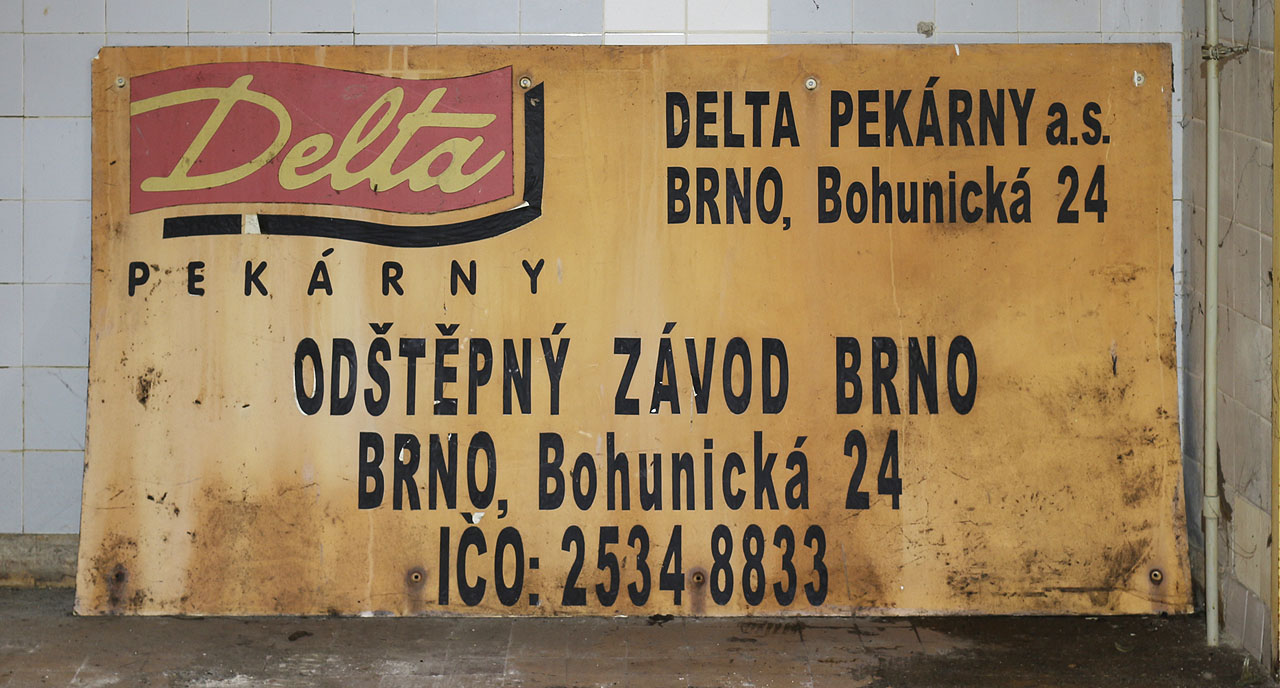 Delta
PEKÁRNY
DELTA PEKÁRNY a.s.
BRNO, Bohunická 24
ODŠTĚPNÝ ZÁVOD BRNO
BRNO, Bohunická 24
IČO: 2534 8833